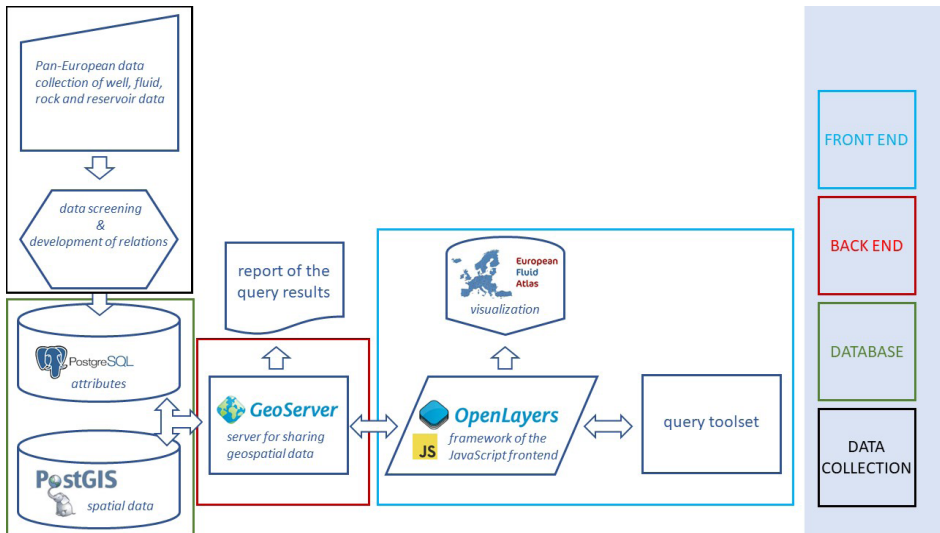 Pan-European data
collection of well, fluid,
rock and reservoir data
data screening
&
development of relations
PostgreSQL
attributes
PostGIS
spatial data
report of the
query results
GeoServer
server for sharing
geospatial data
European
Fluid
Atlas
visualization
OpenLayers
JS
framework of the
JavaScript frontend
query toolset
FRONT END
BACK END
DATABASE
DATA
COLLECTION